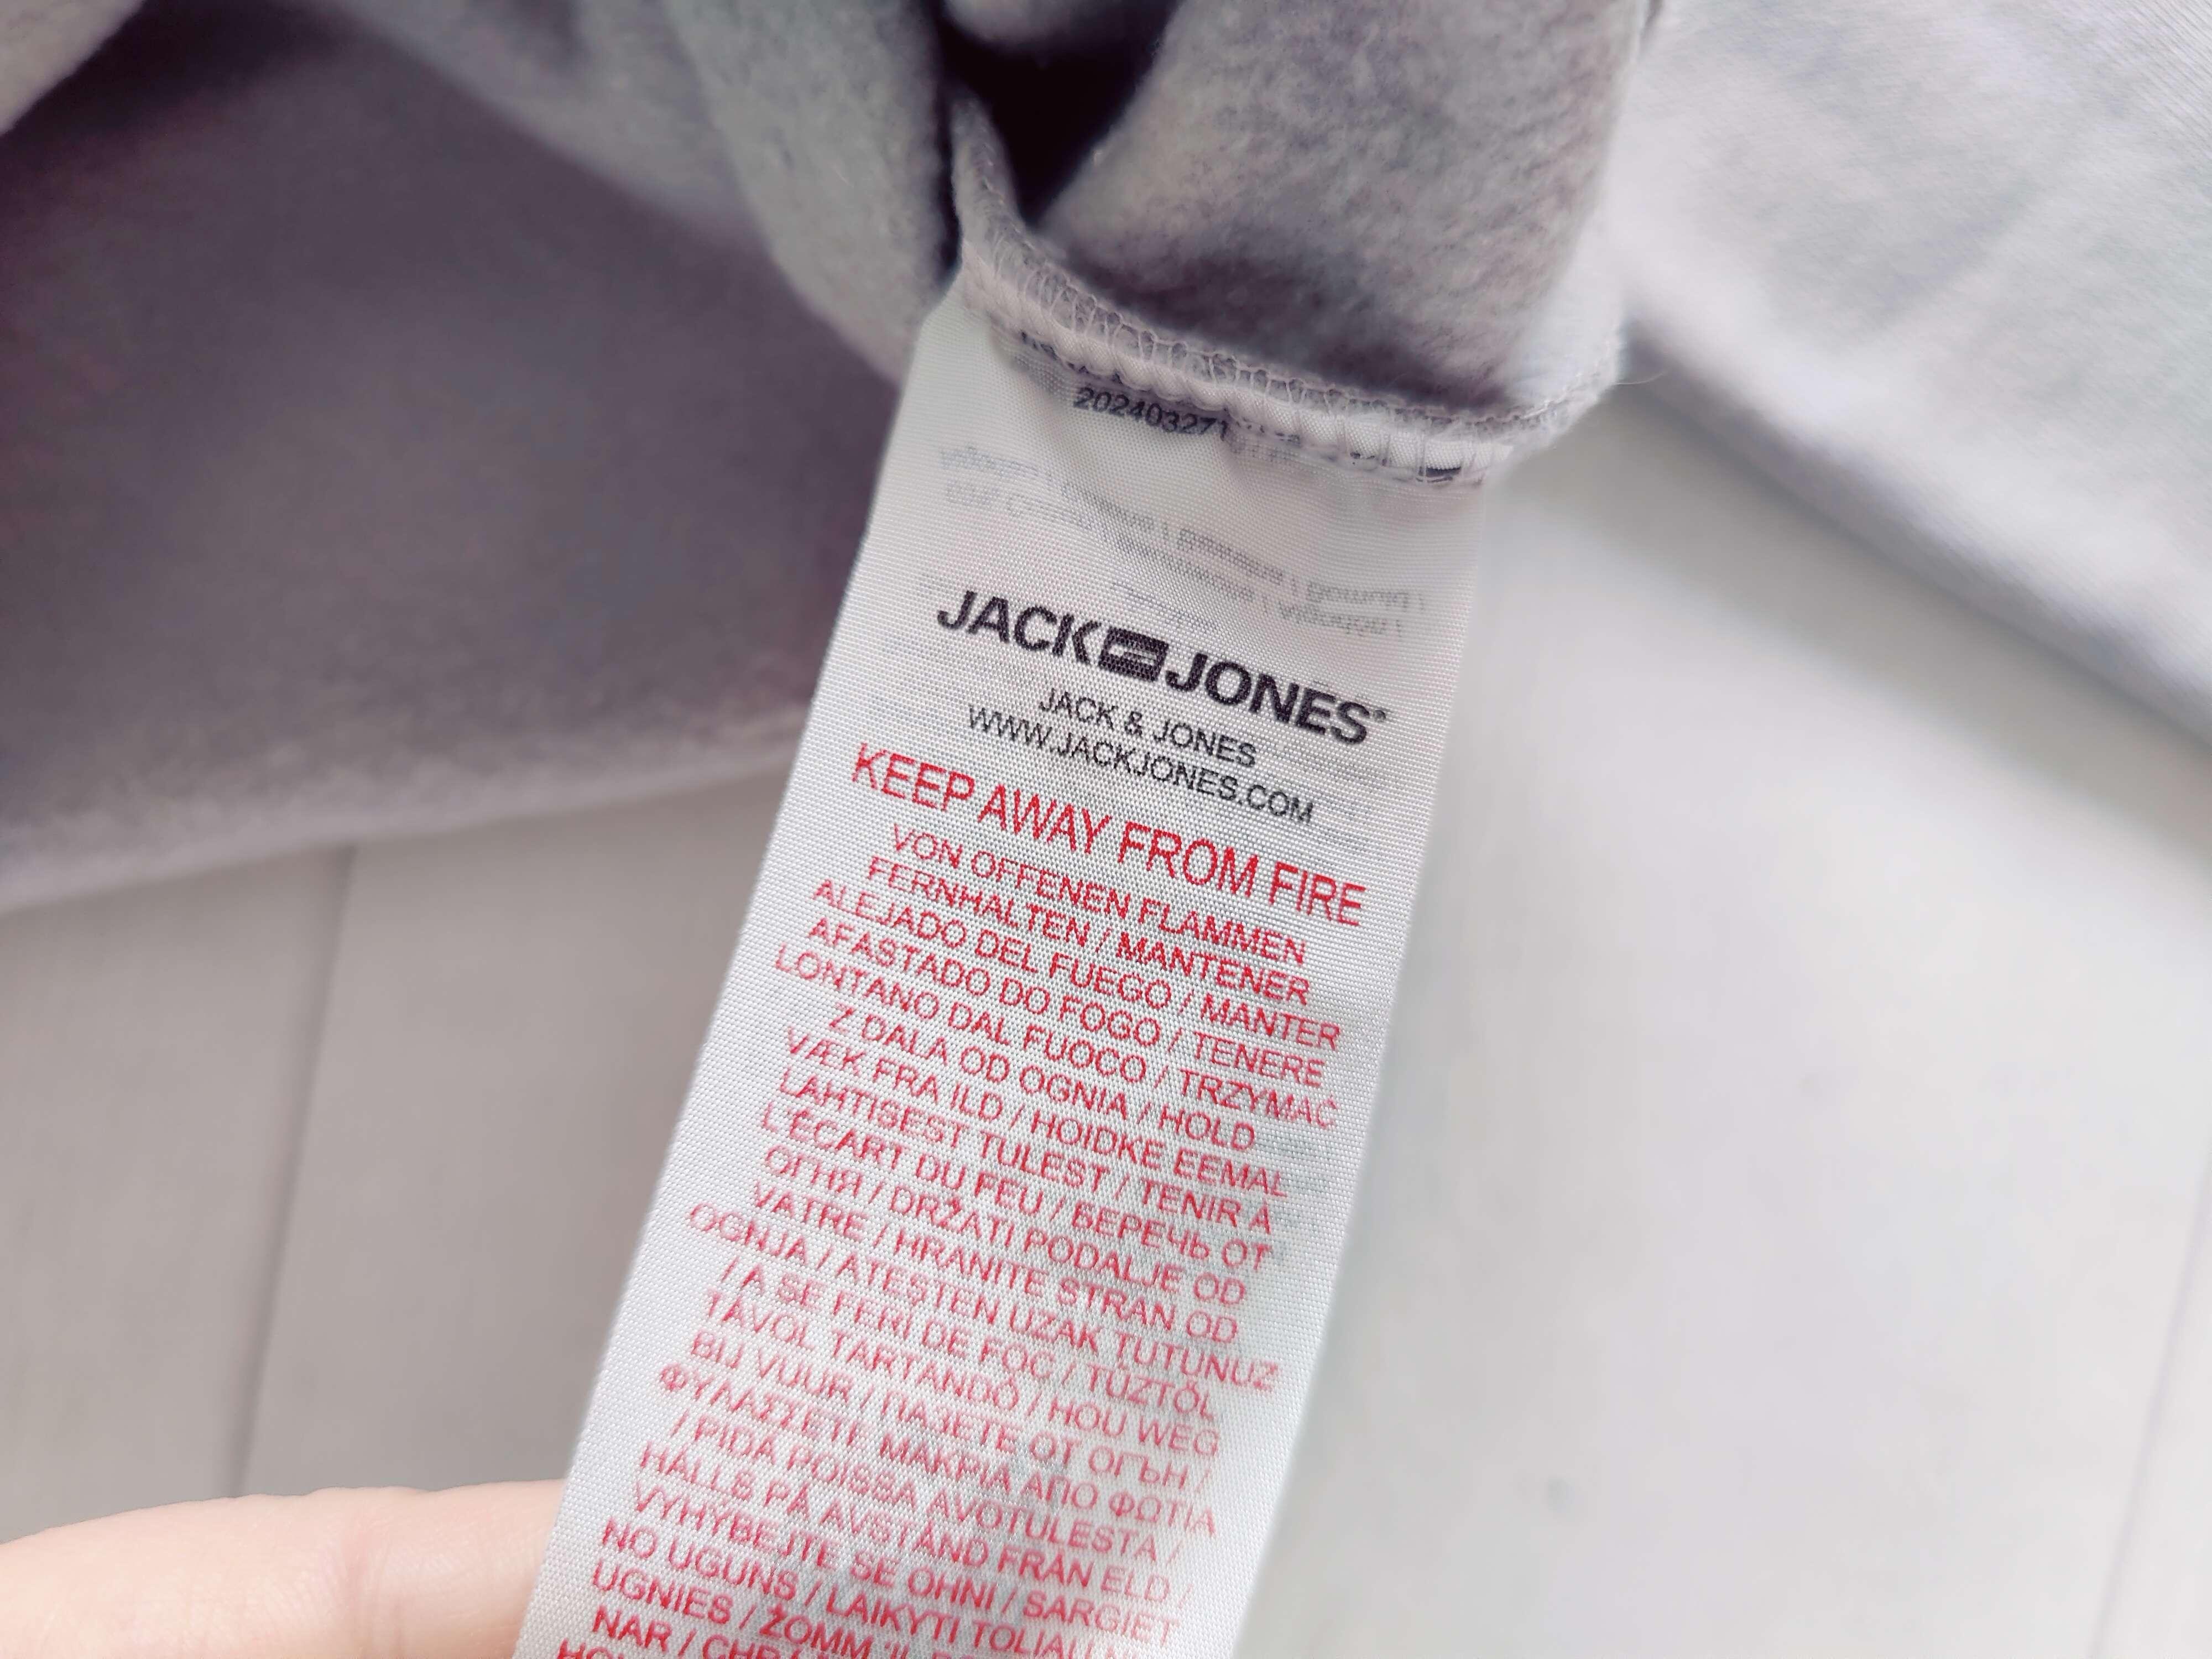 202403271
JACK JONES®
JACK & JONES
WWW.JACKJONES.COM
KEEP AWAY FROM FIRE
VON OFFENEN FLAMMEN
FERNHALTEN / MANTENER
ALEJADO DEL FUEGO / MANTER
AFASTADO DO FOGO / TENERE
LONTANO DAL FUOCO / TRZYMAĆ
Z DALA OD OGNIA / HOLD
VÆK FRA ILD / HOIDKE EEMAL
LAHTISEST TULEST / TENIR À
L'ÉCART DU FEU / БЕРЕЧЬ ОТ
ОГНЯ / DRŽATI PODALJE OD
VATRE / HRANITE STRAN OD
OGNJA / ATEŞTEN UZAK TUTUNUZ
/ A SE FERI DE FOC / TŰZTŐL
TÁVOL TARTANDÓ / HOU WEG
BIJ VUUR / ПАЗЕТЕ ОТ ОГЪН /
ΦΥΛΑΣΣΕΤΕ ΜΑΚΡΙΑ ΑΠΟ ΦΩΤΙΑ
/ PIDÄ POISSA AVOTULESTA /
HÅLLS PÅ AVSTÅND FRÅN ELD /
VYHÝBEJTE SE OHNI / SARGIET
NO UGUNS / LAIKYTI TOLIAU
UGNIES /
NAR /